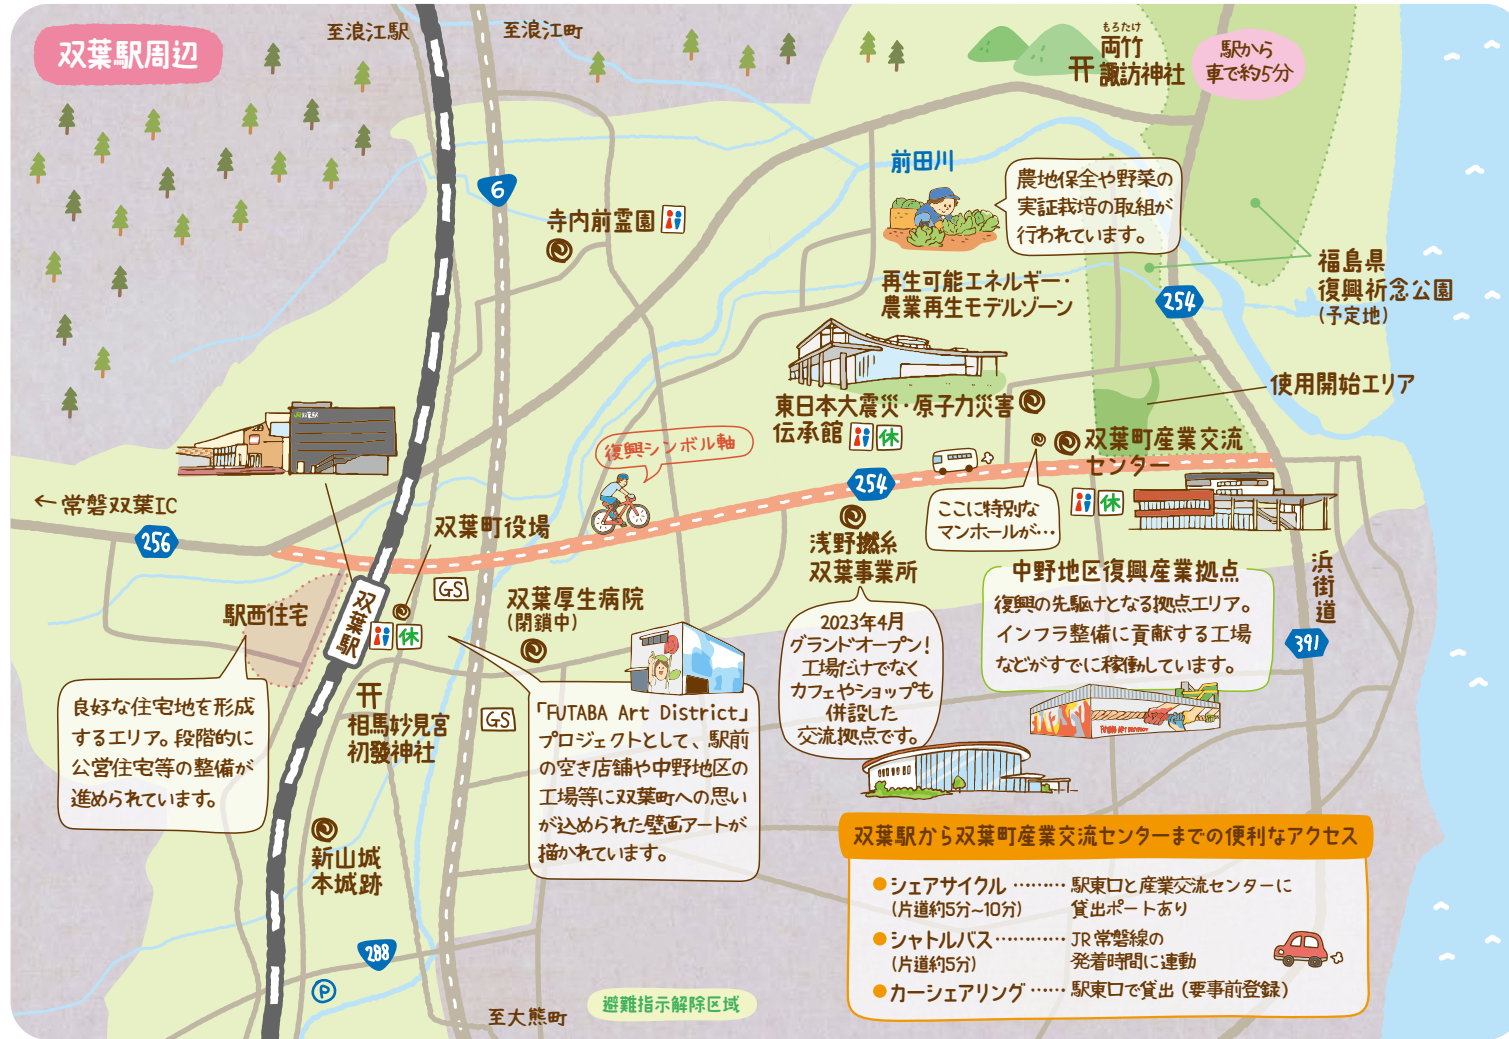 双葉駅周辺
至浪江駅
至浪江町
もろたけ
両竹
諏訪神社
駅から
車で約5分
6
寺内前霊園
前田川
農地保全や野菜の
実証栽培の取組が
行われています。
再生可能エネルギー・
農業再生モデルゾーン
254
福島県
復興祈念公園
(予定地)
使用開始エリア
東日本大震災・原子力災害
伝承館
休
双葉町産業交流
センター
休
復興シンボル軸
254
ここに特別な
マンホールが…
←常磐双葉IC
256
双葉町役場
浅野撚糸
双葉事業所
2023年4月
グランドオープン!
工場だけでなく
カフェやショップも
併設した
交流拠点です。
中野地区復興産業拠点
復興の先駆けとなる拠点エリア。
インフラ整備に貢献する工場
などがすでに稼働しています。
浜街道
391
駅西住宅
双葉駅
休
GS
双葉厚生病院
(閉鎖中)
良好な住宅地を形成
するエリア。段階的に
公営住宅等の整備が
進められています。
相馬妙見宮
初發神社
GS
「FUTABA Art District」
プロジェクトとして、駅前
の空き店舗や中野地区の
工場等に双葉町への思い
が込められた壁画アートが
描かれています。
新山城
本城跡
288
P
至大熊町
避難指示解除区域
双葉駅から双葉町産業交流センターまでの便利なアクセス
●シェアサイクル ……… 駅東口と産業交流センターに
(片道約5分~10分) 貸出ポートあり
●シャトルバス ………… JR常磐線の
(片道約5分) 発着時間に連動
●カーシェアリング …… 駅東口で貸出(要事前登録)